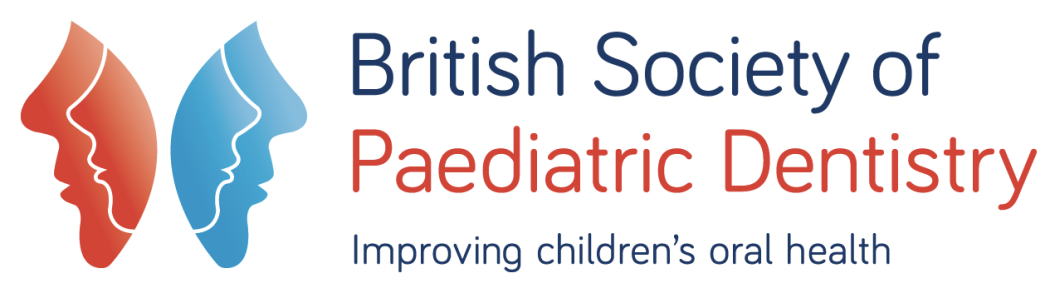 British Society of
Paediatric Dentistry
Improving children’s oral health